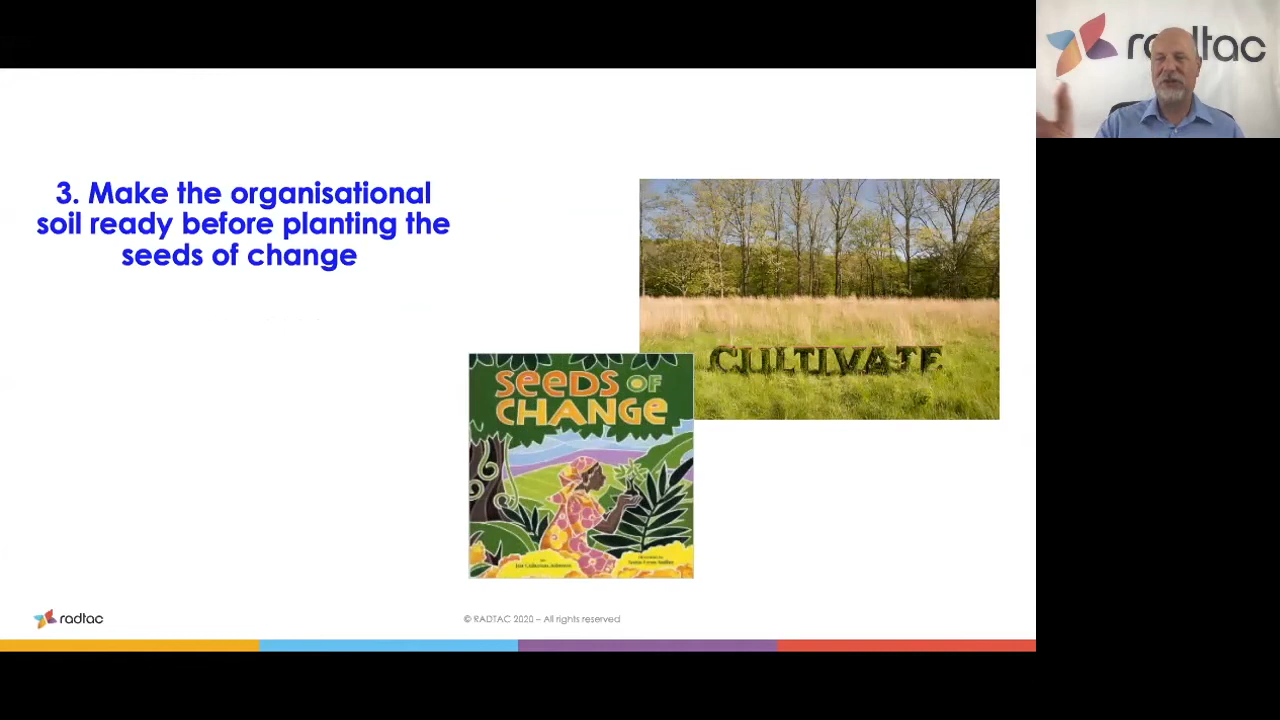 3. Make the organisational
soil ready before planting the
seeds of change
CULTIVATE
SEEDS OF
CHANGE
radtac
© RADTAC 2020 – All rights reserved
radtac